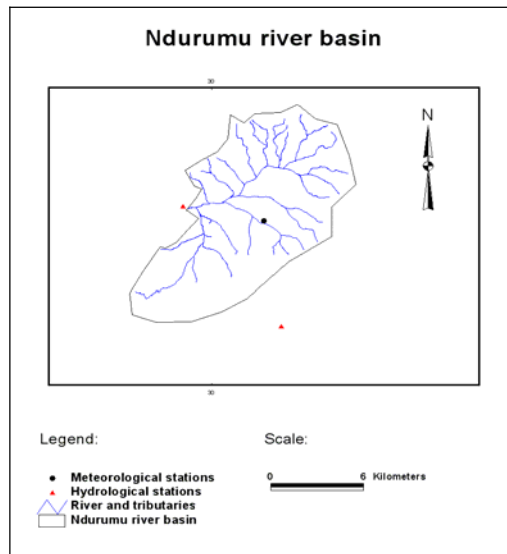 Ndurumu river basin
30
N
30
Legend:
Scale:
Meteorological stations
Hydrological stations
River and tributaries
Ndurumu river basin
0 6 Kilometers